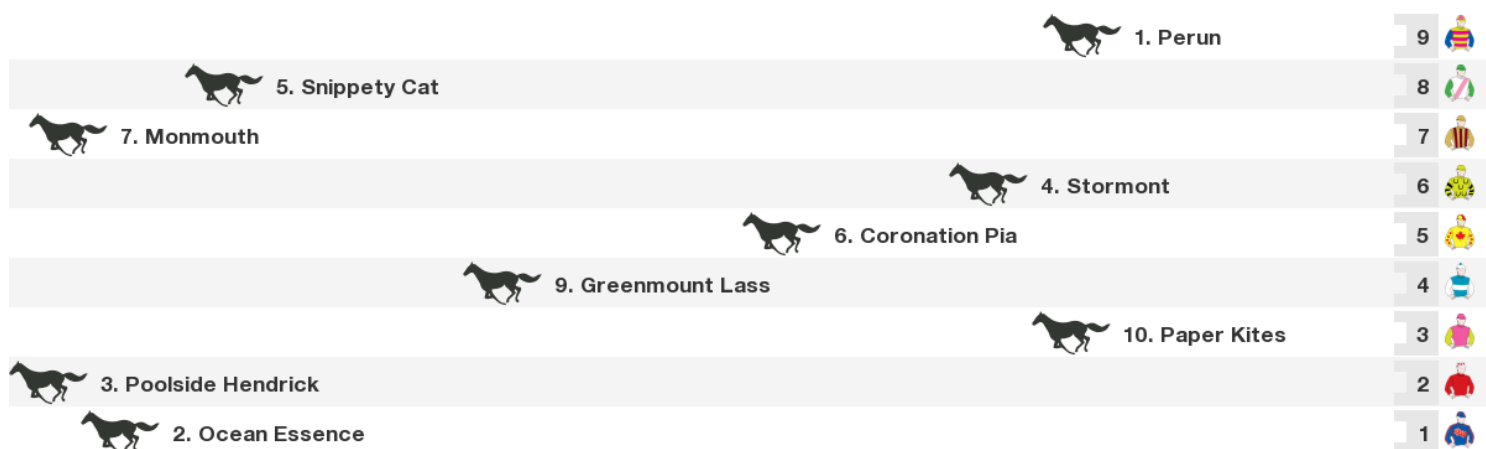 1. Perun 9
5. Snippety Cat 8
7. Monmouth 7
4. Stormont 6
6. Coronation Pia 5
9. Greenmount Lass 4
10. Paper Kites 3
3. Poolside Hendrick 2
2. Ocean Essence 1